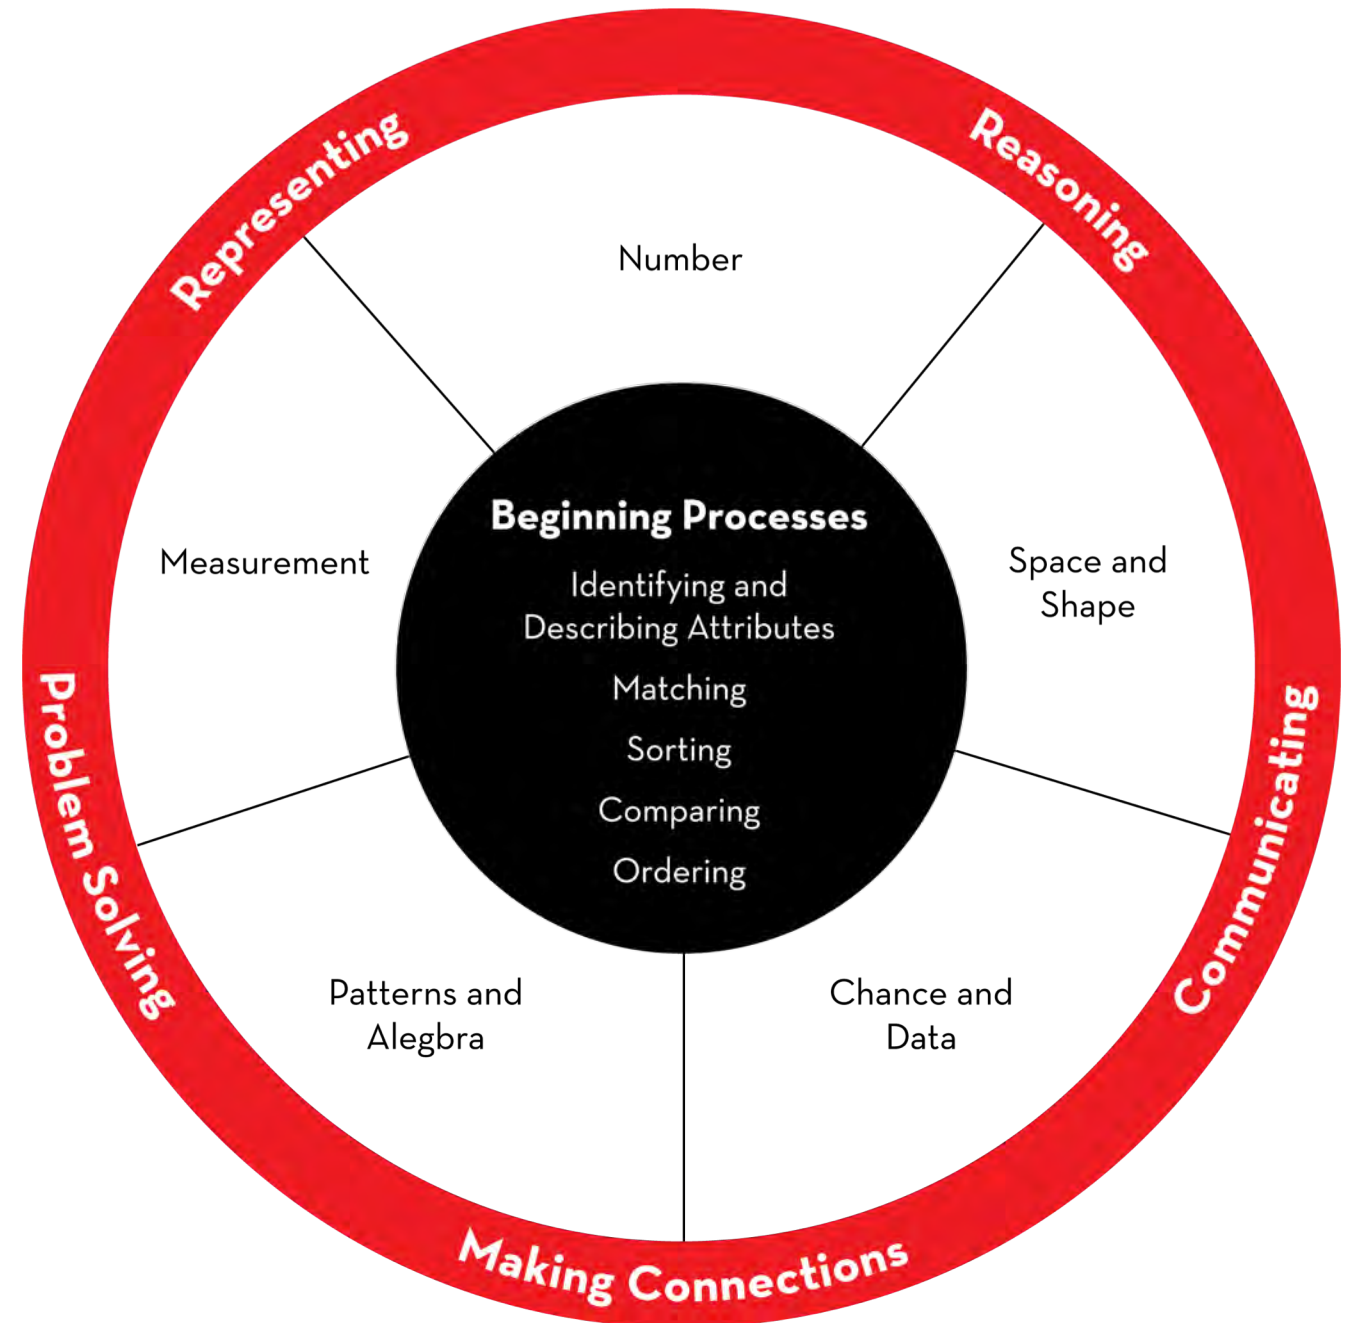 Representing
Reasoning
Number
Measurement
Space and
Shape
Beginning Processes
Identifying and
Describing Attributes
Matching
Sorting
Comparing
Ordering
Problem Solving
Communicating
Patterns and
Alegbra
Chance and
Data
Making Connections